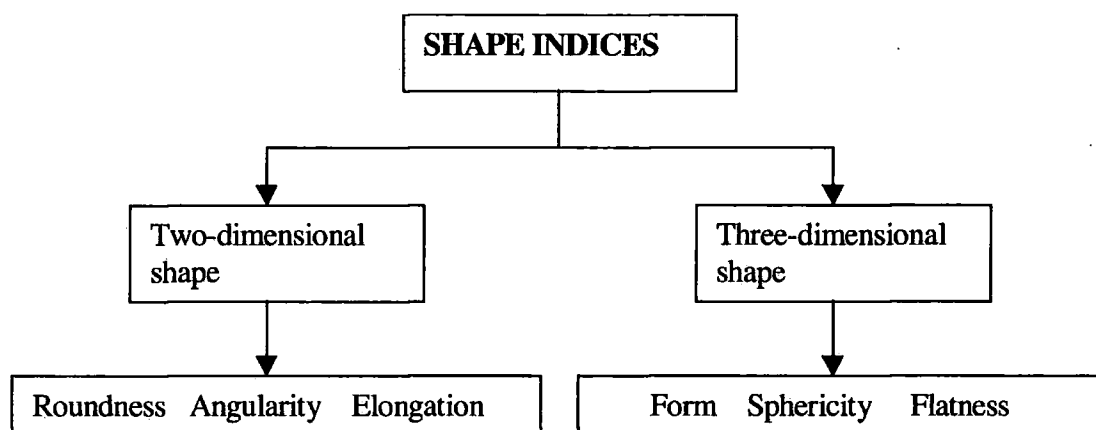 SHAPE INDICES
Two-dimensional
shape
Three-dimensional
shape
Roundness Angularity Elongation
Form Sphericity Flatness